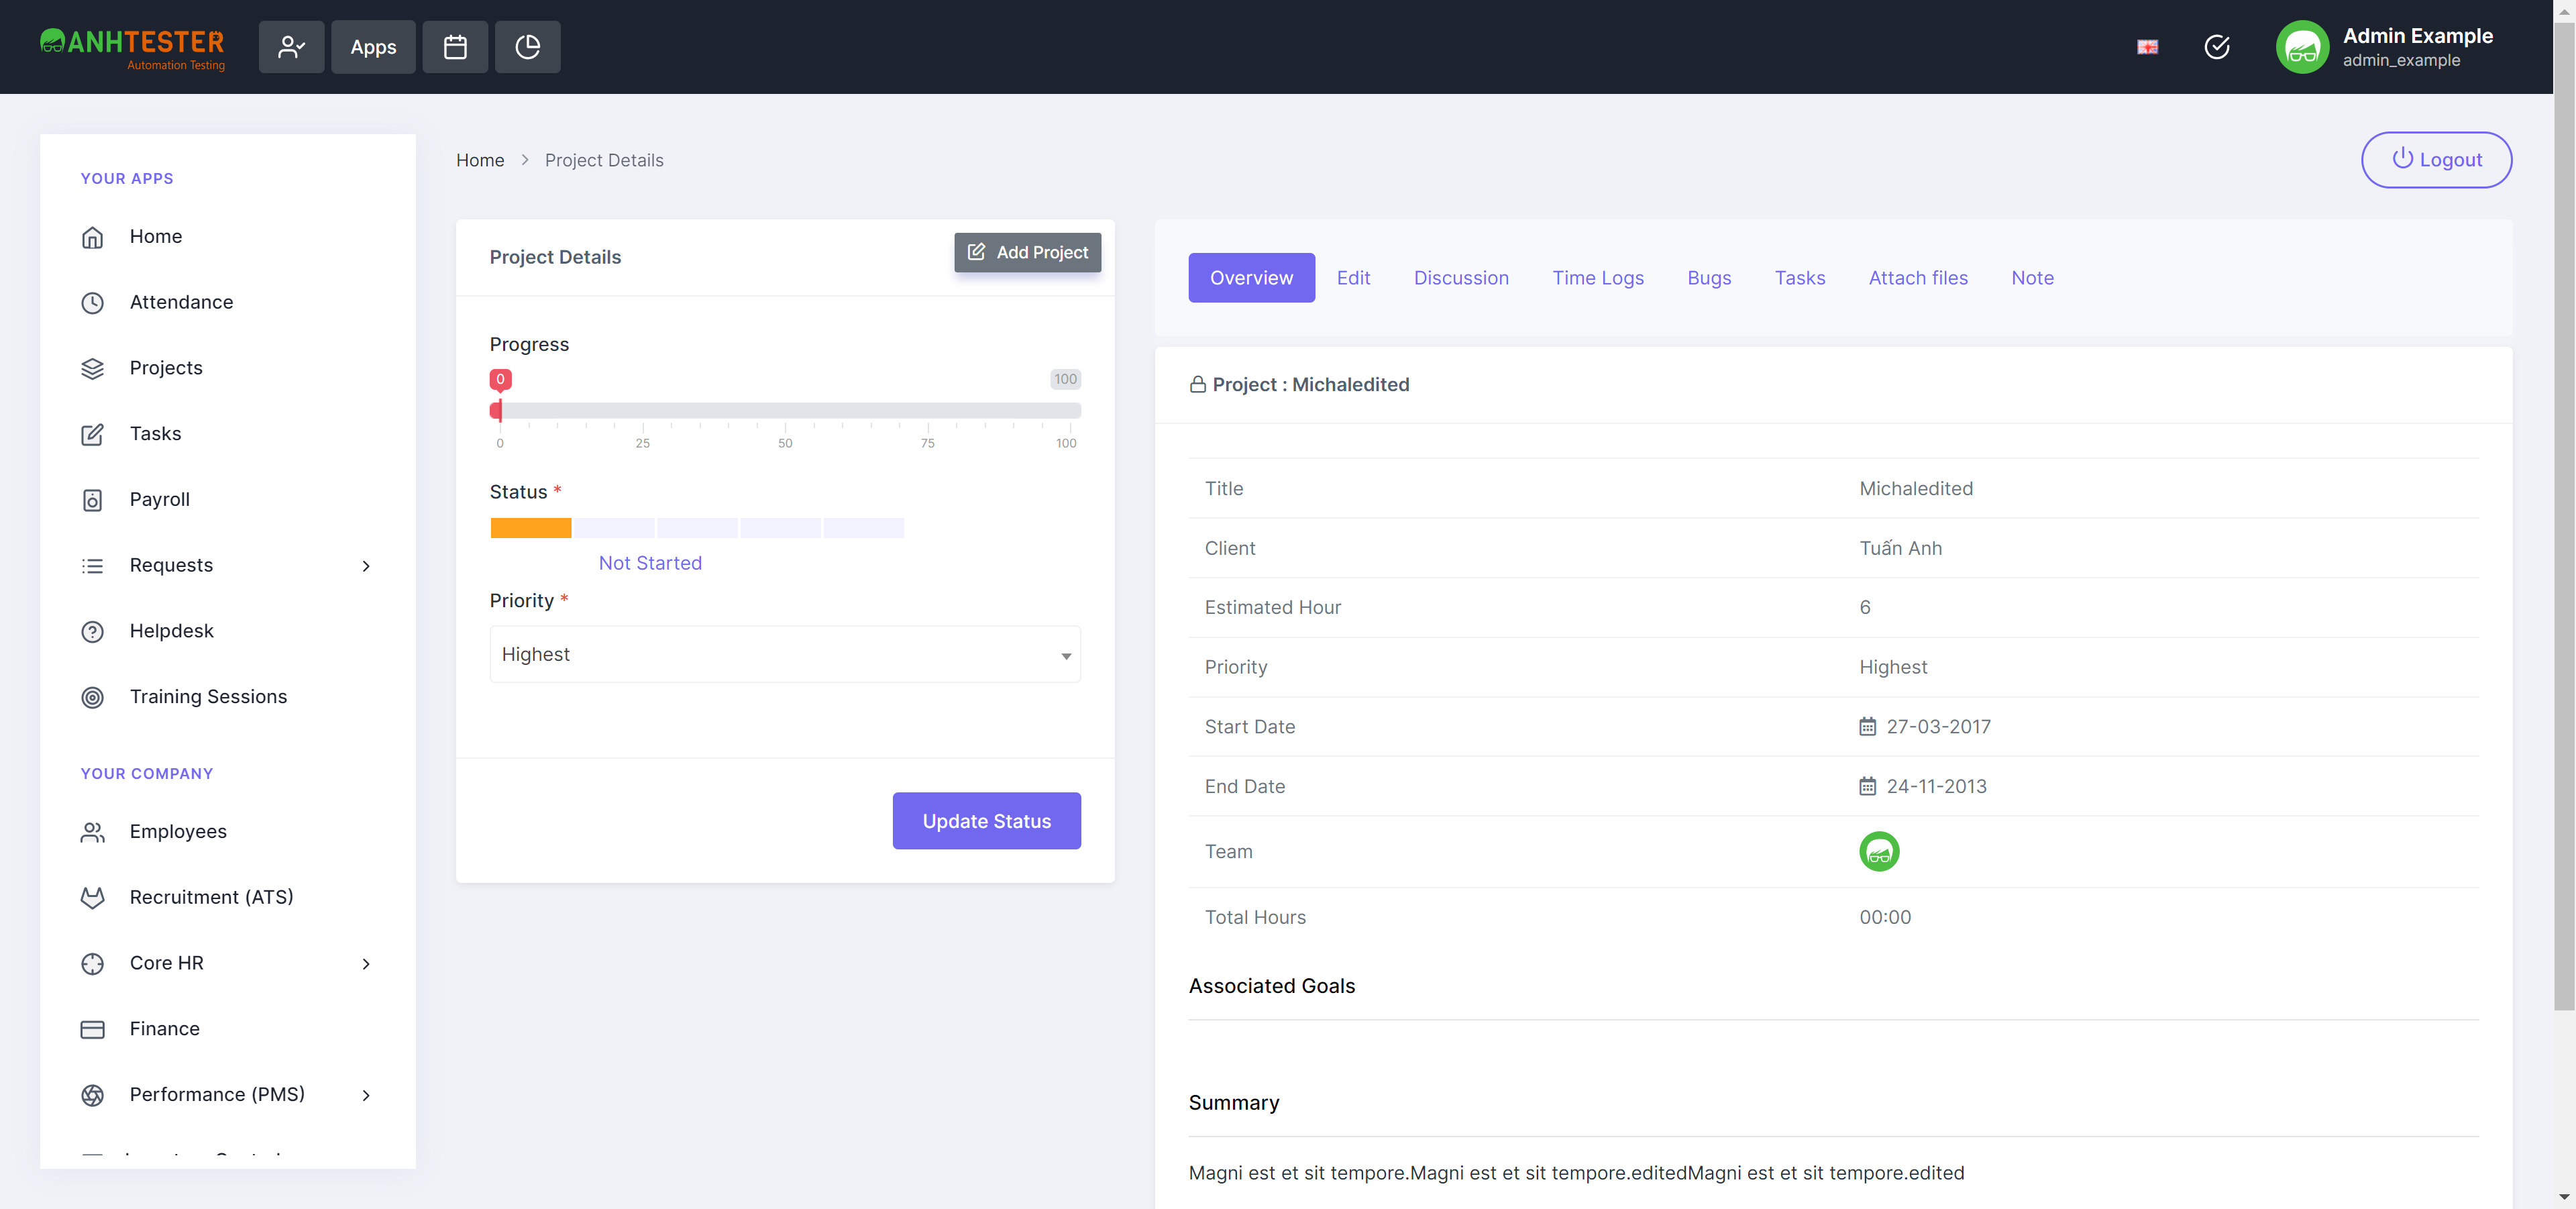 ANHTESTER
Automation Testing
Apps
Admin Example
admin_example
YOUR APPS
Home
Attendance
Projects
Tasks
Payroll
Requests
Helpdesk
Training Sessions
YOUR COMPANY
Employees
Recruitment (ATS)
Core HR
Finance
Performance (PMS)
Home > Project Details
Logout
Project Details
Add Project
Progress
0 100
0 25 50 75 100
Status *
Not Started
Priority *
Highest
Update Status
Overview Edit Discussion Time Logs Bugs Tasks Attach files Note
Project : Michaledited
Title Michaledited
Client Tuấn Anh
Estimated Hour 6
Priority Highest
Start Date 27-03-2017
End Date 24-11-2013
Team
Total Hours 00:00
Associated Goals
Summary
Magni est et sit tempore.Magni est et sit tempore.editedMagni est et sit tempore.edited